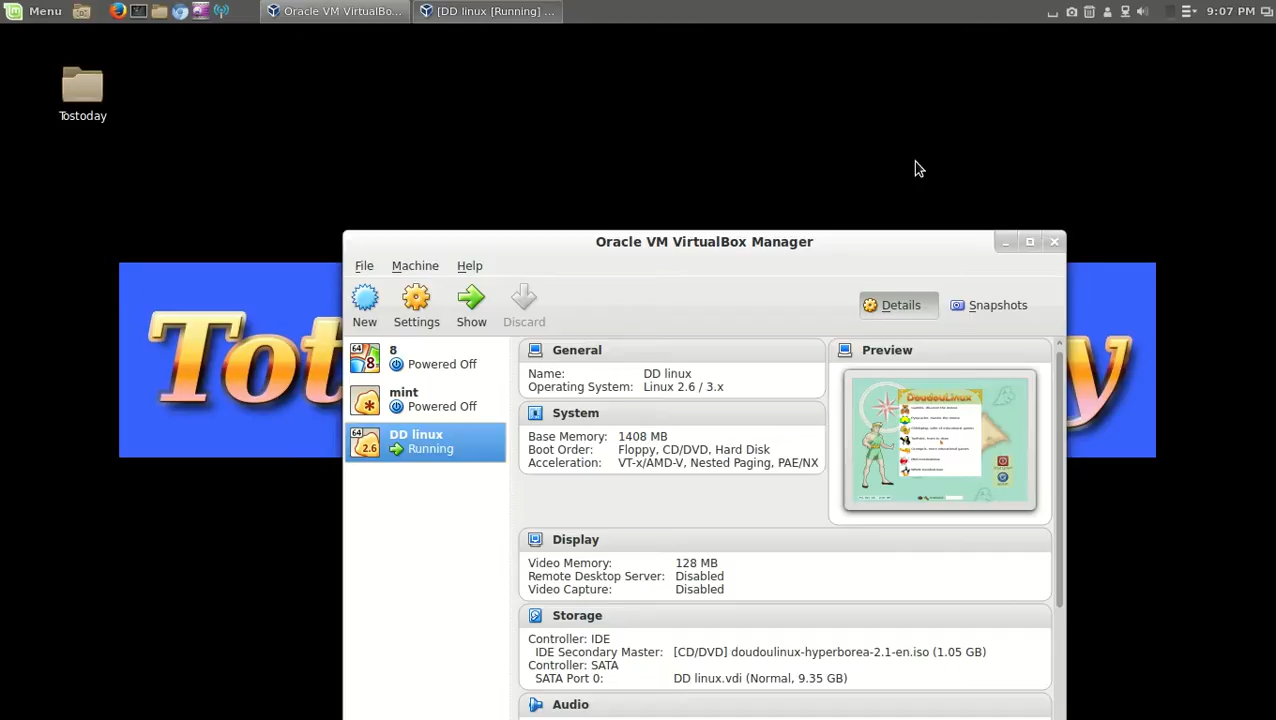 Menu
Oracle VM VirtualBo...
[DD linux [Running] ...
9:07 PM
Tostoday
Tot
y
Oracle VM VirtualBox Manager
File Machine Help
New
Settings
Show
Discard
Details
Snapshots
8
Powered Off
mint
Powered Off
64
DD linux
2.6
Running
General
Name: DD linux
Operating System: Linux 2.6 / 3.x
System
Base Memory: 1408 MB
Boot Order: Floppy, CD/DVD, Hard Disk
Acceleration: VT-x/AMD-V, Nested Paging, PAE/NX
Preview
DoudouLinux
Display
Video Memory: 128 MB
Remote Desktop Server: Disabled
Video Capture: Disabled
Storage
Controller: IDE
IDE Secondary Master: [CD/DVD] doudoulinux-hyperborea-2.1-en.iso (1.05 GB)
Controller: SATA
SATA Port 0: DD linux.vdi (Normal, 9.35 GB)
Audio